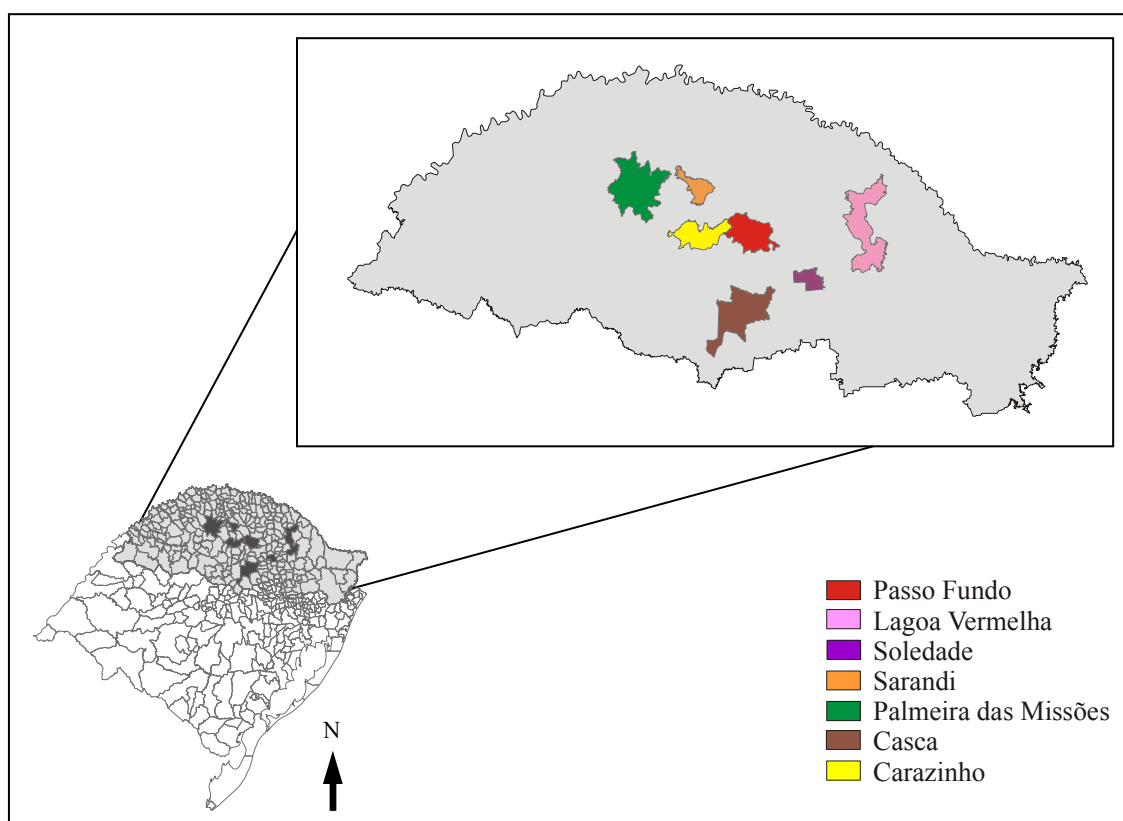 Passo Fundo
Lagoa Vermelha
Soledade
Sarandi
Palmeira das Missões
Casca
Carazinho
N